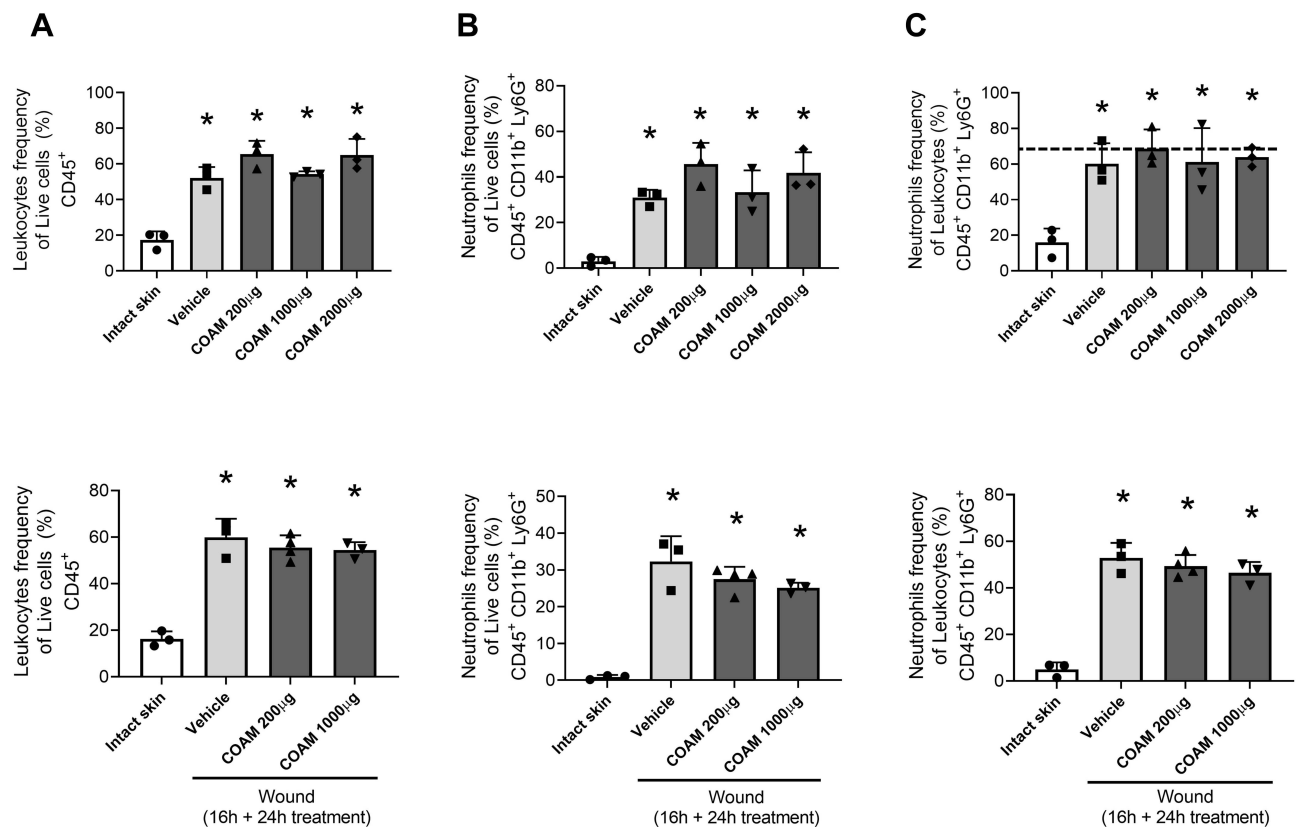 A
Leukocytes frequency
of Live cells (%)
CD45+
100
80
60
40
20
0
* * * *
Intact skin
Vehicle
COAM 200µg
COAM 1000µg
COAM 2000µg
B
Neutrophils frequency
of Live cells (%)
CD45+ CD11b+ Ly6G+
80
60
40
20
0
* * * *
Intact skin
Vehicle
COAM 200µg
COAM 1000µg
COAM 2000µg
C
Neutrophils frequency
of Leukocytes (%)
CD45+ CD11b+ Ly6G+
100
80
60
40
20
0
* * * *
Intact skin
Vehicle
COAM 200µg
COAM 1000µg
COAM 2000µg
Leukocytes frequency
of Live cells (%)
CD45+
80
60
40
20
0
* * *
Intact skin
Vehicle
COAM 200µg
COAM 1000µg
Wound
(16h + 24h treatment)
Neutrophils frequency
of Live cells (%)
CD45+ CD11b+ Ly6G+
50
40
30
20
10
0
* * *
Intact skin
Vehicle
COAM 200µg
COAM 1000µg
Wound
(16h + 24h treatment)
Neutrophils frequency
of Leukocytes (%)
CD45+ CD11b+ Ly6G+
80
60
40
20
0
* * *
Intact skin
Vehicle
COAM 200µg
COAM 1000µg
Wound
(16h + 24h treatment)